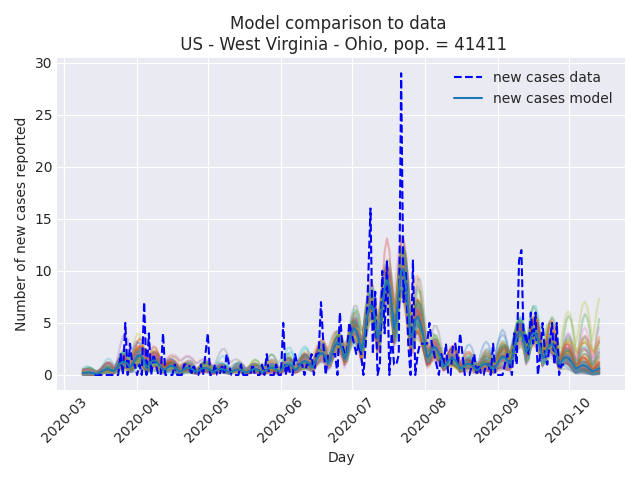 Model comparison to data
US - West Virginia - Ohio, pop. = 41411
new cases data
new cases model
Number of new cases reported
30
25
20
15
10
5
0
2020-03
2020-04
2020-05
2020-06
2020-07
2020-08
2020-09
2020-10
Day